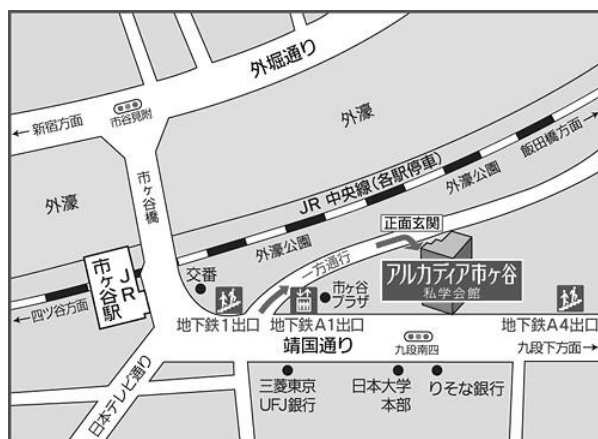 外堀通り
←新宿方面
市谷見附
外濠
飯田橋方面→
JR 中央線(各駅停車)
外濠公園
市ヶ谷橋
外濠
正面玄関
外濠公園
一方通行
アルカディア市ヶ谷
私学会館
JR
市ヶ谷駅
交番
市ヶ谷
プラザ
←四ツ谷方面
地下鉄1出口
地下鉄A1出口
地下鉄A4出口
靖国通り
九段南四
九段下方面→
日本テレビ通り
三菱東京
UFJ銀行
日本大学
本部
りそな銀行